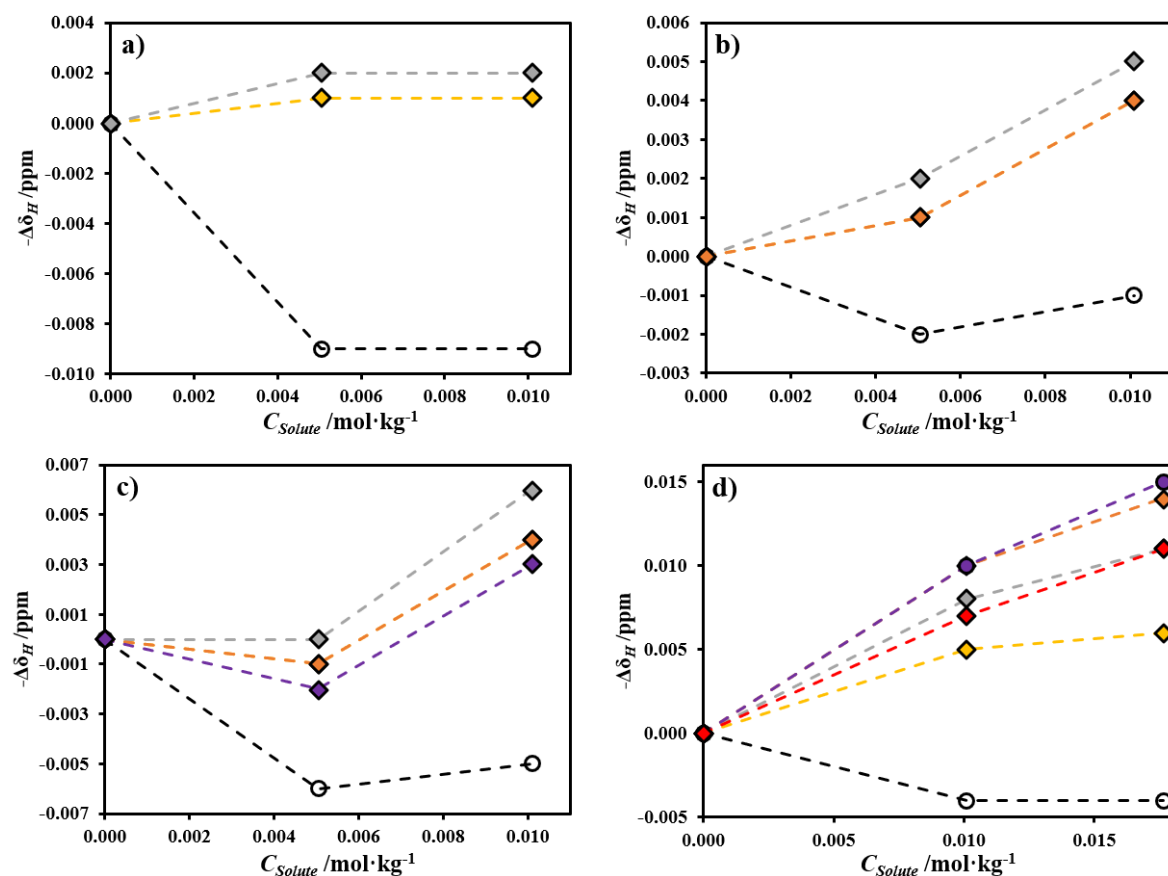 a)
0.004
0.002
0.000
-0.002
-0.004
-0.006
-0.008
-0.010
-Δδ_H /ppm
0.000 0.002 0.004 0.006 0.008 0.010
C_Solute /mol·kg⁻¹
b)
0.006
0.005
0.004
0.003
0.002
0.001
0.000
-0.001
-0.002
-0.003
-Δδ_H /ppm
0.000 0.002 0.004 0.006 0.008 0.010
C_Solute /mol·kg⁻¹
c)
0.007
0.005
0.003
0.001
-0.001
-0.003
-0.005
-0.007
-Δδ_H /ppm
0.000 0.002 0.004 0.006 0.008 0.010
C_Solute /mol·kg⁻¹
d)
0.015
0.010
0.005
0.000
-0.005
-Δδ_H /ppm
0.000 0.005 0.010 0.015
C_Solute /mol·kg⁻¹